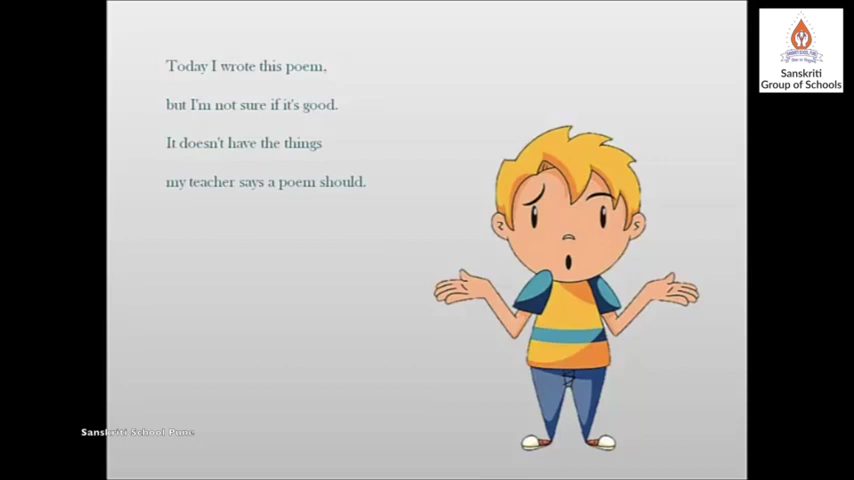 Today I wrote this poem,
but I'm not sure if it's good.
It doesn't have the things
my teacher says a poem should.
Sanskriti
Group of Schools
Sanskriti School Pune